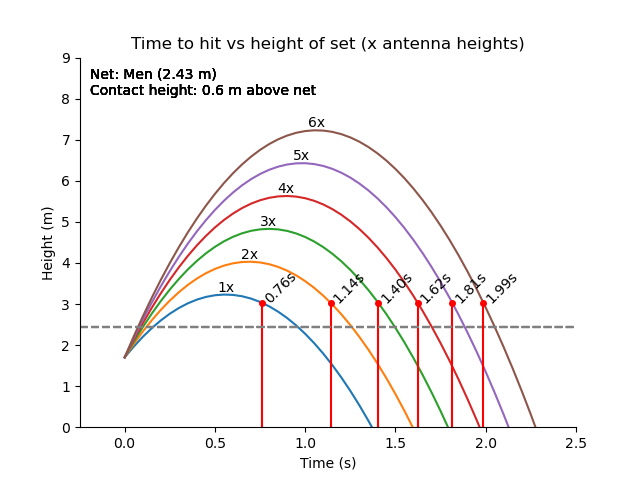 Time to hit vs height of set (x antenna heights)
Net: Men (2.43 m)
Contact height: 0.6 m above net
9
8
7
6
5
4
3
2
1
0
Height (m)
6x
5x
4x
3x
2x
1x
0.76s
1.14s
1.40s
1.62s
1.81s
1.99s
0.0
0.5
1.0
1.5
2.0
2.5
Time (s)